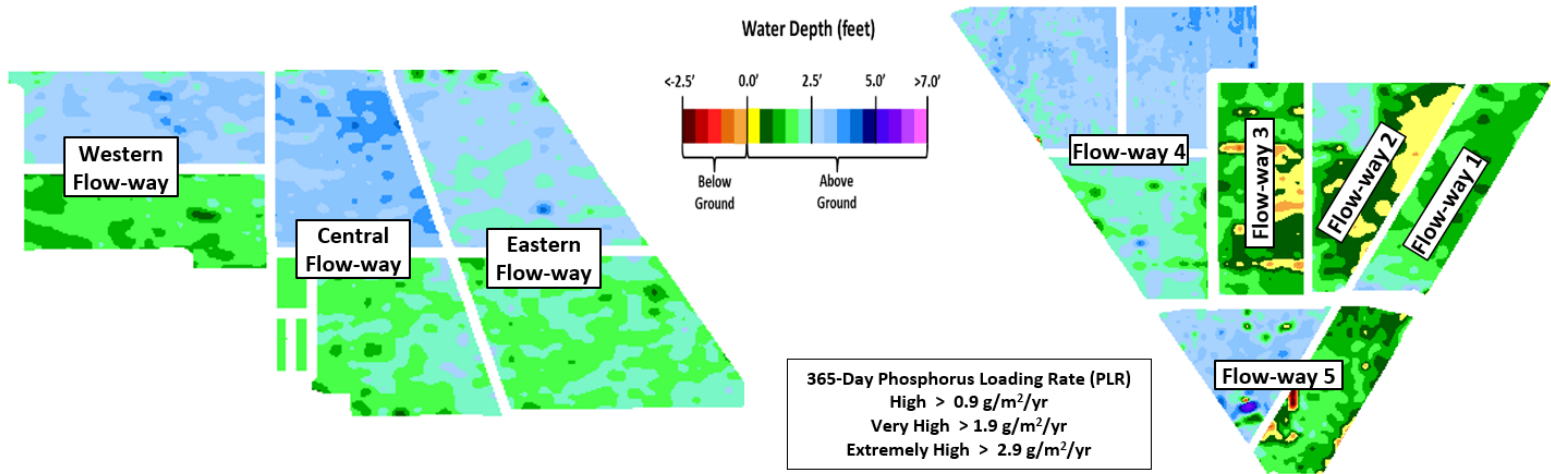 Western
Flow-way
Central
Flow-way
Eastern
Flow-way
Water Depth (feet)
<-2.5’ 0.0’ 2.5’ 5.0’ >7.0’
Below
Ground
Above
Ground
Flow-way 4
Flow-way 3
Flow-way 2
Flow-way 1
Flow-way 5
365-Day Phosphorus Loading Rate (PLR)
High > 0.9 g/m²/yr
Very High > 1.9 g/m²/yr
Extremely High > 2.9 g/m²/yr